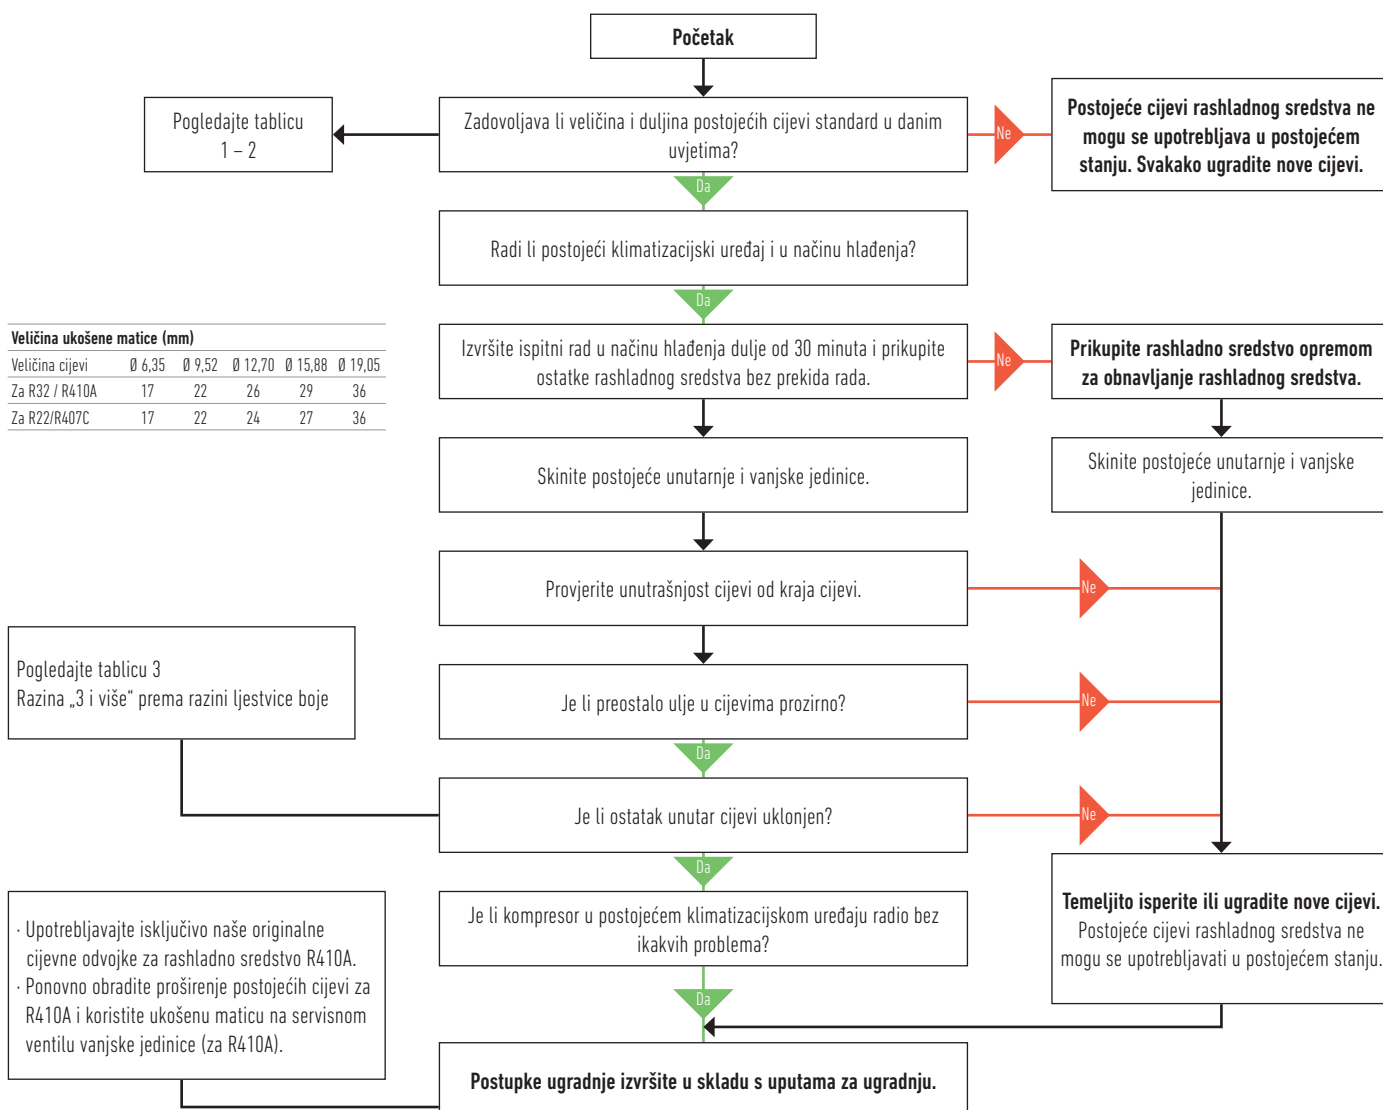 Početak
Pogledajte tablicu
1 – 2
Zadovoljava li veličina i duljina postojećih cijevi standard u danim
uvjetima?
Ne
Postojeće cijevi rashladnog sredstva ne
mogu se upotrebljava u postojećem
stanju. Svakako ugradite nove cijevi.
Da
Radi li postojeći klimatizacijski uređaj i u načinu hlađenja?
Da
Veličina ukošene matice (mm)
Veličina cijevi Ø 6,35 Ø 9,52 Ø 12,70 Ø 15,88 Ø 19,05
Za R32 / R410A 17 22 26 29 36
Za R22/R407C 17 22 24 27 36
Izvršite ispitni rad u načinu hlađenja dulje od 30 minuta i prikupite
ostatke rashladnog sredstva bez prekida rada.
Ne
Prikupite rashladno sredstvo opremom
za obnavljanje rashladnog sredstva.
Skinite postojeće unutarnje i vanjske jedinice.
Skinite postojeće unutarnje i vanjske
jedinice.
Provjerite unutrašnjost cijevi od kraja cijevi.
Ne
Pogledajte tablicu 3
Razina „3 i više“ prema razini ljestvice boje
Je li preostalo ulje u cijevima prozirno?
Ne
Da
Je li ostatak unutar cijevi uklonjen?
Ne
Da
Temeljito isperite ili ugradite nove cijevi.
Postojeće cijevi rashladnog sredstva ne
mogu se upotrebljavati u postojećem stanju.
Je li kompresor u postojećem klimatizacijskom uređaju radio bez
ikakvih problema?
Da
· Upotrebljavajte isključivo naše originalne
cijevne odvojke za rashladno sredstvo R410A.
· Ponovno obradite proširenje postojećih cijevi za
R410A i koristite ukošenu maticu na servisnom
ventilu vanjske jedinice (za R410A).
Postupke ugradnje izvršite u skladu s uputama za ugradnju.